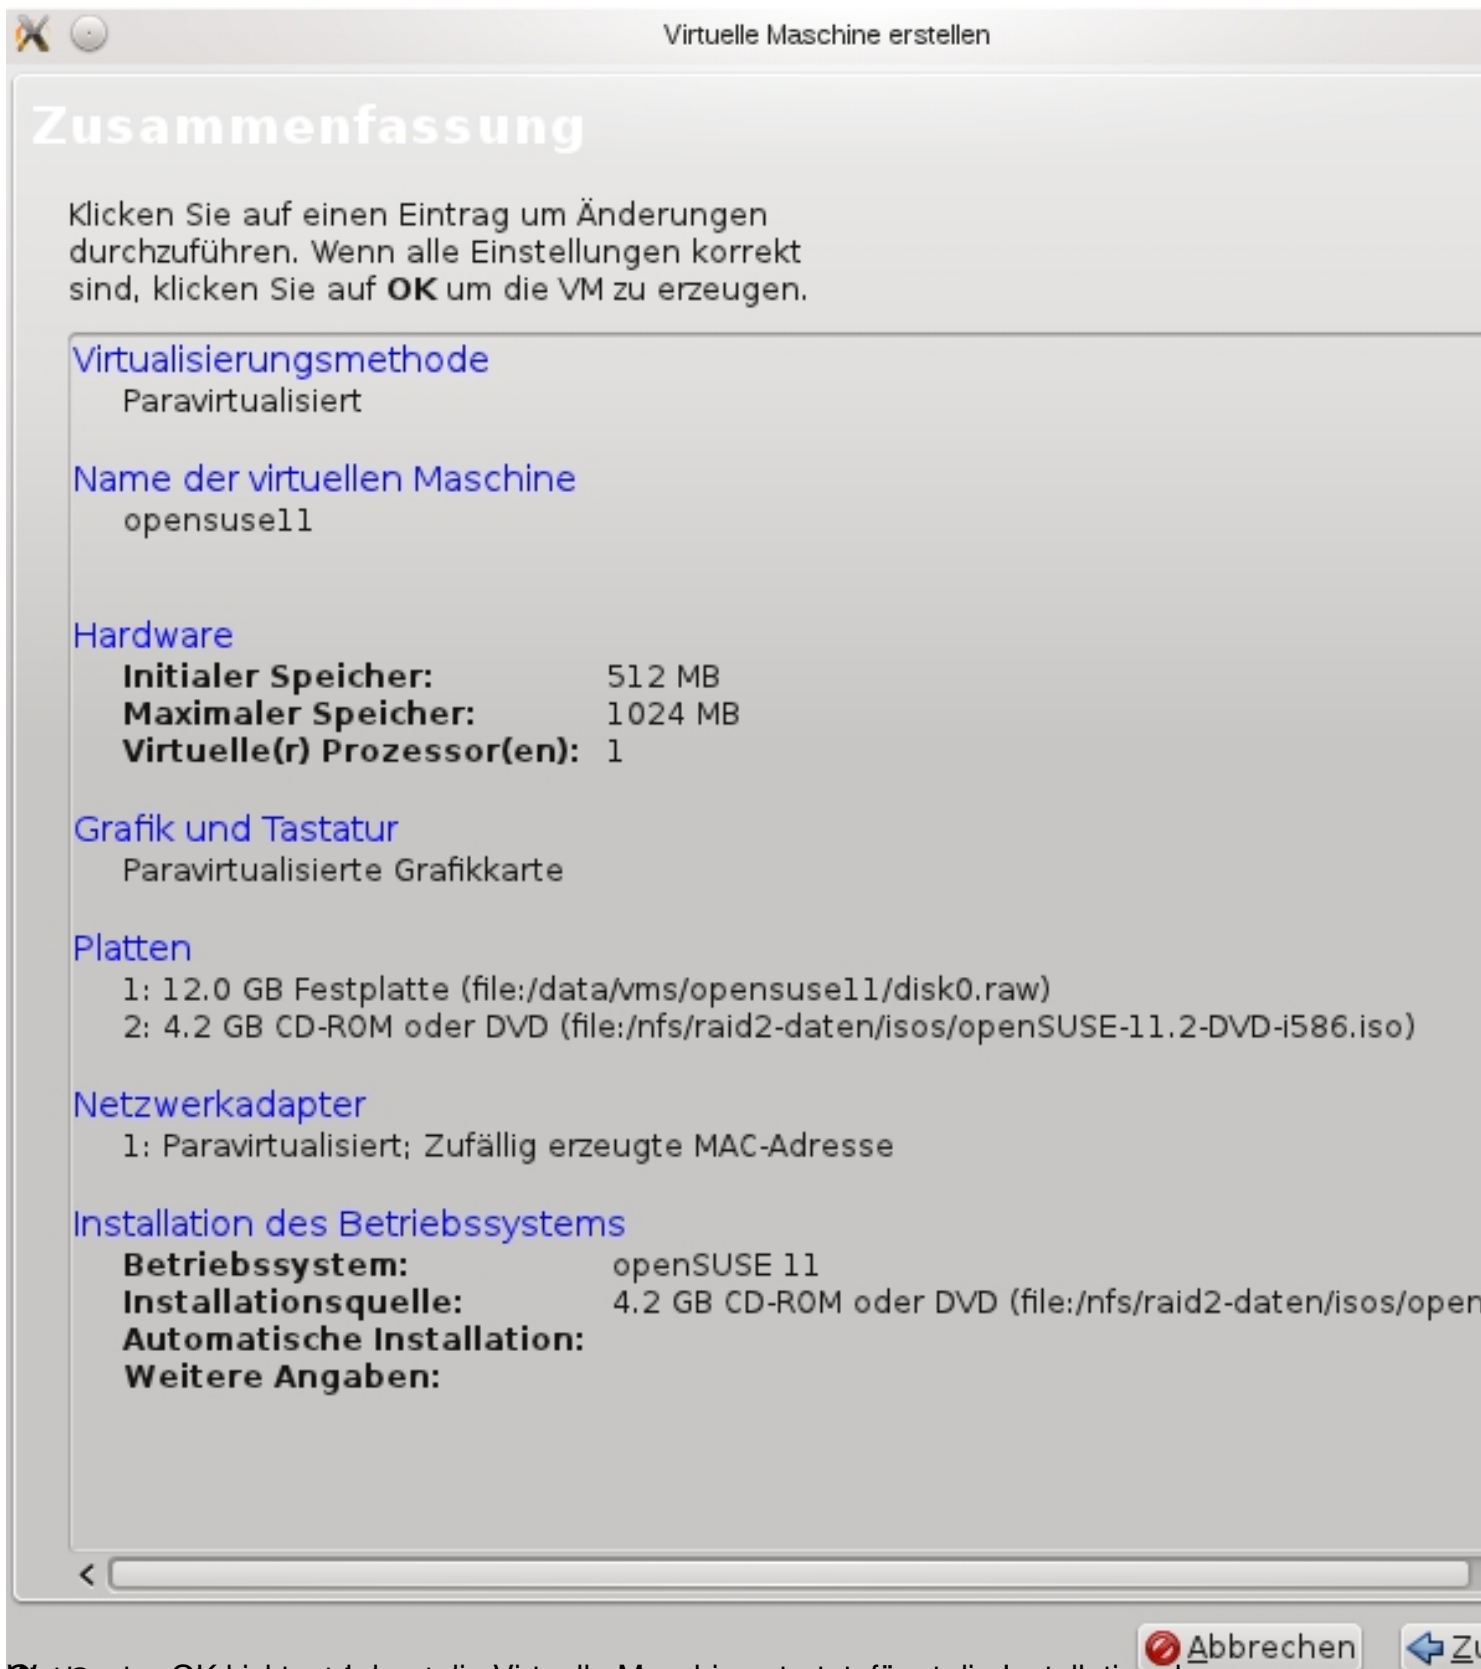 Virtuelle Maschine erstellen
Zusammenfassung
Klicken Sie auf einen Eintrag um Änderungen
durchzuführen. Wenn alle Einstellungen korrekt
sind, klicken Sie auf OK um die VM zu erzeugen.
Virtualisierungsmethode
Paravirtualisiert
Name der virtuellen Maschine
opensuse11
Hardware
Initialer Speicher: 512 MB
Maximaler Speicher: 1024 MB
Virtuelle(r) Prozessor(en): 1
Grafik und Tastatur
Paravirtualisierte Grafikkarte
Platten
1: 12.0 GB Festplatte (file:/data/vms/opensuse11/disk0.raw)
2: 4.2 GB CD-ROM oder DVD (file:/nfs/raid2-daten/isos/openSUSE-11.2-DVD-i586.iso)
Netzwerkadapter
1: Paravirtualisiert; Zufällig erzeugte MAC-Adresse
Installation des Betriebssystems
Betriebssystem: openSUSE 11
Installationsquelle: 4.2 GB CD-ROM oder DVD (file:/nfs/raid2-daten/isos/open
Automatische Installation:
Weitere Angaben:
Abbrechen Zu